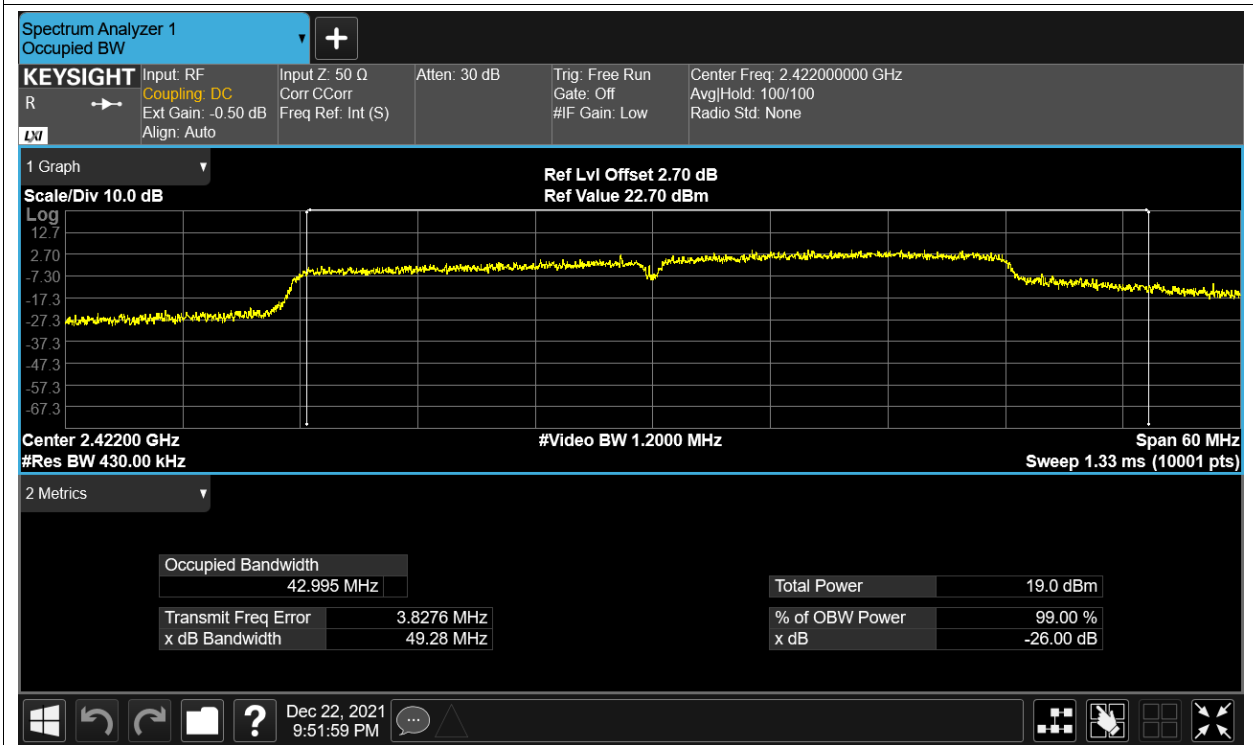 Spectrum Analyzer 1
Occupied BW
KEYSIGHT
R
LXI
Input: RF
Coupling: DC
Ext Gain: -0.50 dB
Align: Auto
Input Z: 50 Ω
Corr CCorr
Freq Ref: Int (S)
Atten: 30 dB
Trig: Free Run
Gate: Off
#IF Gain: Low
Center Freq: 2.422000000 GHz
Avg|Hold: 100/100
Radio Std: None
1 Graph
Scale/Div 10.0 dB
Ref Lvl Offset 2.70 dB
Ref Value 22.70 dBm
Log
12.7
2.70
-7.30
-17.3
-27.3
-37.3
-47.3
-57.3
-67.3
Center 2.42200 GHz
#Video BW 1.2000 MHz
Span 60 MHz
#Res BW 430.00 kHz
Sweep 1.33 ms (10001 pts)
2 Metrics
Occupied Bandwidth
42.995 MHz
Transmit Freq Error 3.8276 MHz
x dB Bandwidth 49.28 MHz
Total Power 19.0 dBm
% of OBW Power 99.00 %
x dB -26.00 dB
?
Dec 22, 2021
9:51:59 PM